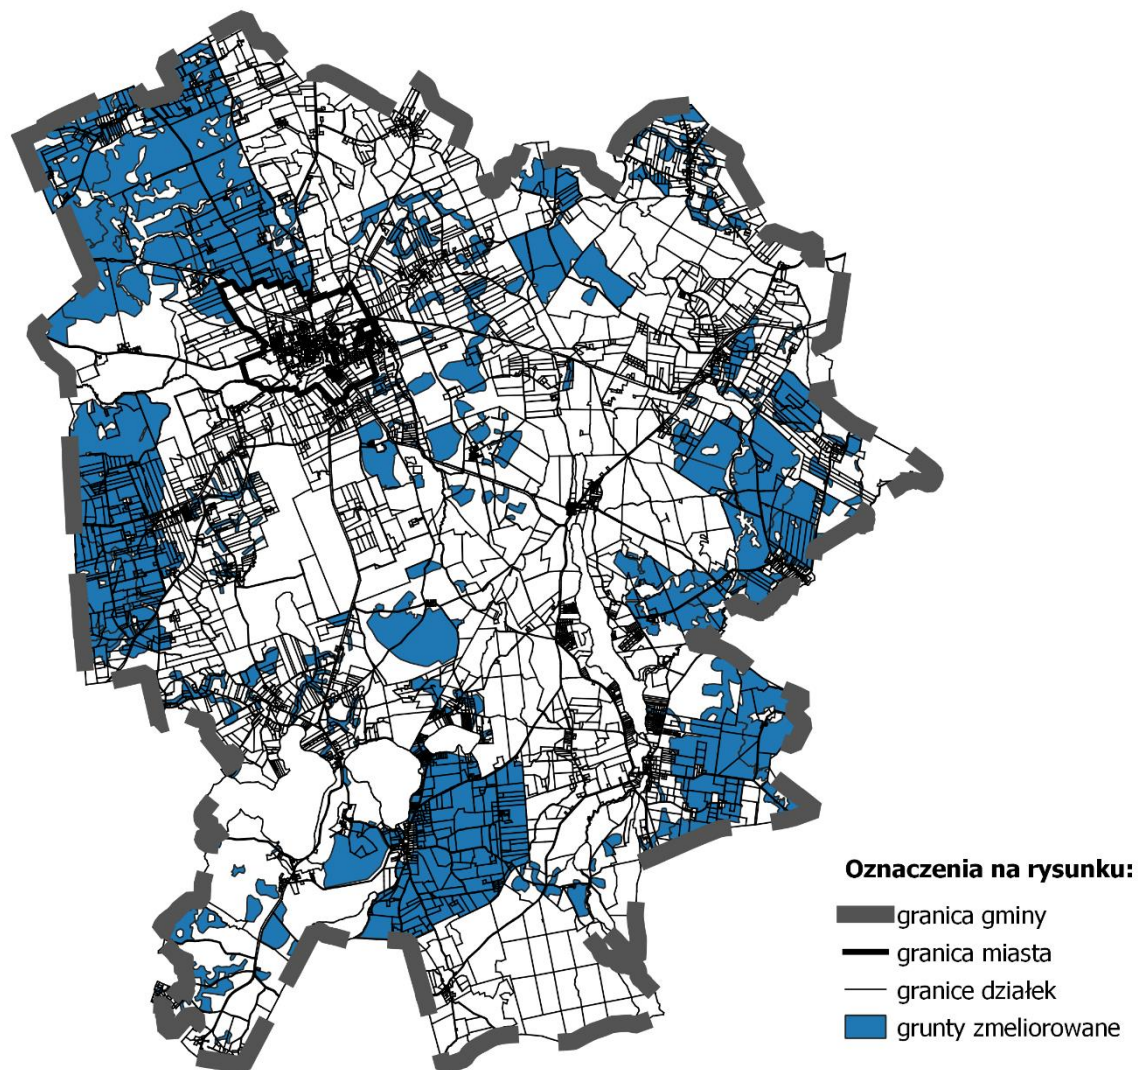 Oznaczenia na rysunku:
granica gminy
granica miasta
granice działek
grunty zmeliorowane